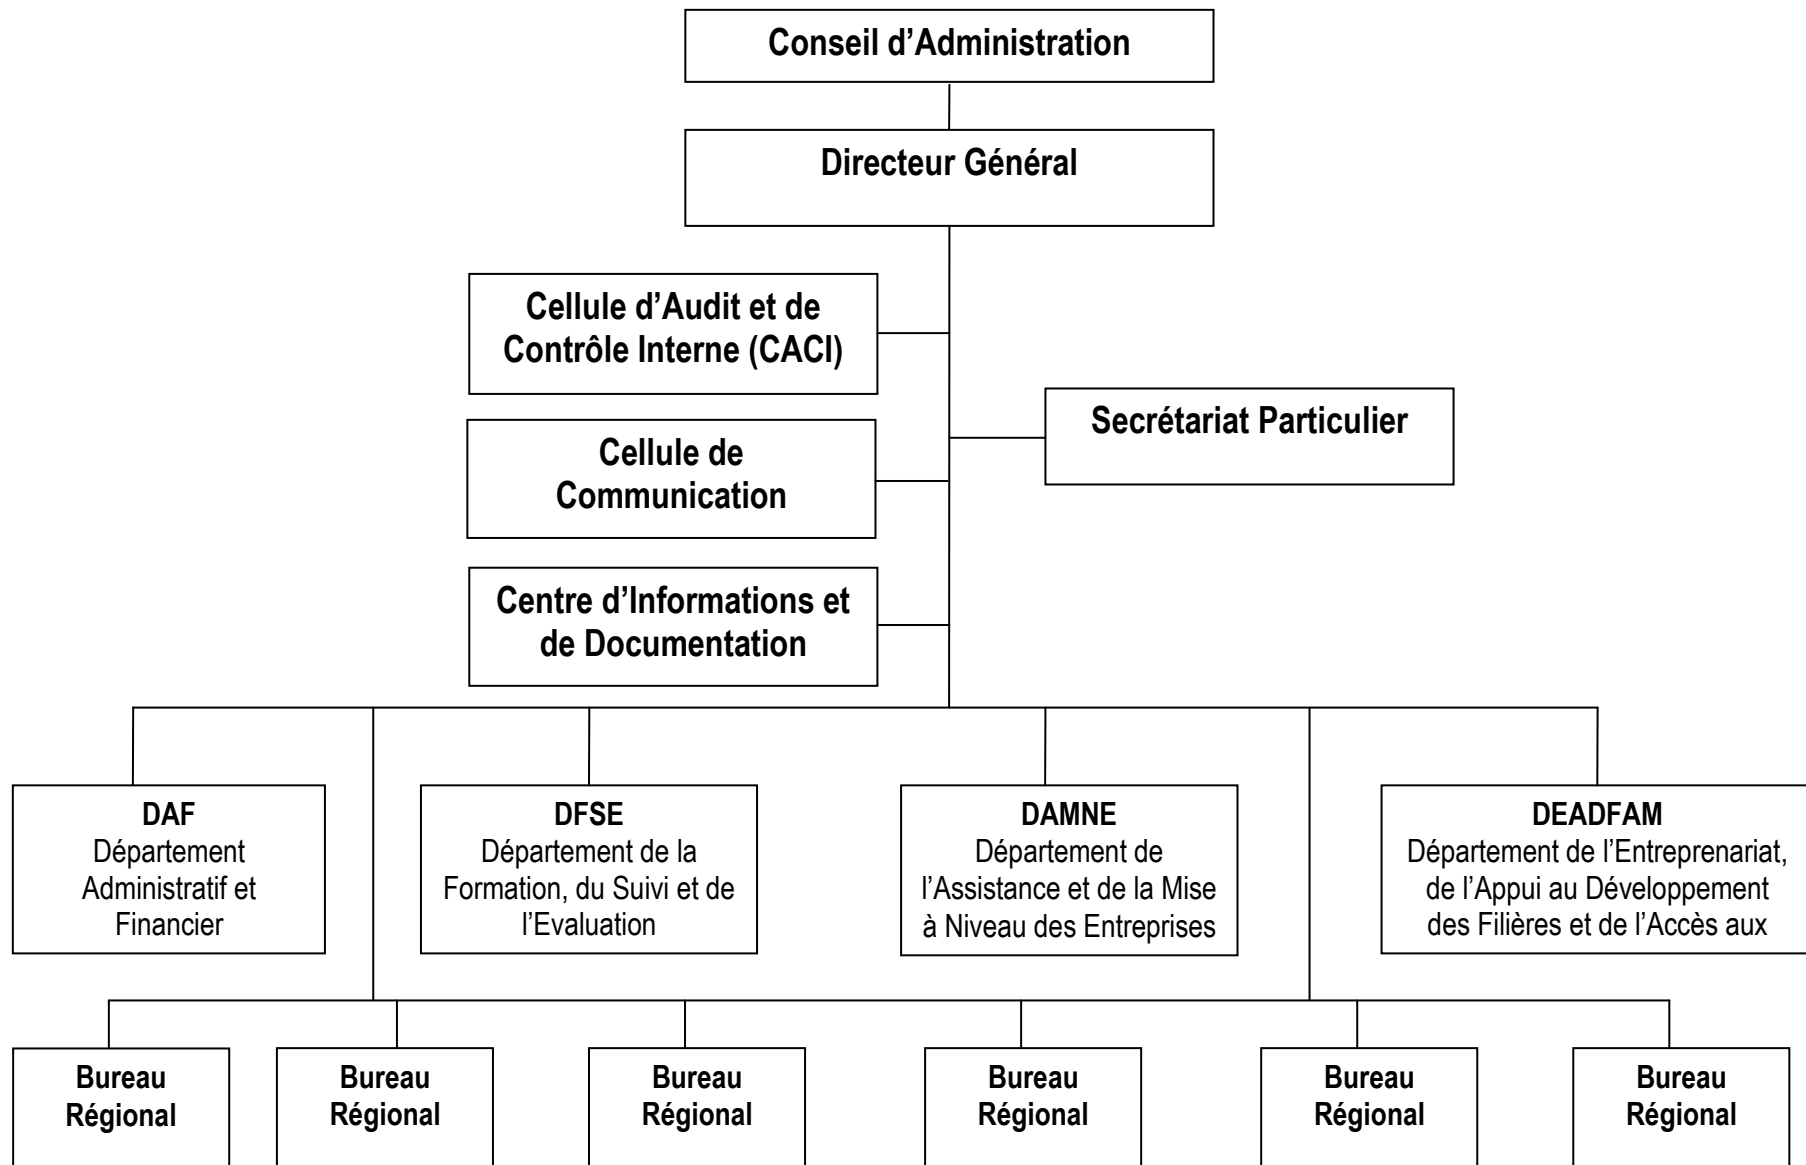 Conseil d’Administration
Directeur Général
Cellule d’Audit et de
Contrôle Interne (CACI)
Secrétariat Particulier
Cellule de
Communication
Centre d’Informations et
de Documentation
DAF
Département
Administratif et
Financier
DFSE
Département de la
Formation, du Suivi et de
l’Evaluation
DAMNE
Département de
l’Assistance et de la Mise
à Niveau des Entreprises
DEADFAM
Département de l’Entreprenariat,
de l’Appui au Développement
des Filières et de l’Accès aux
Bureau
Régional
Bureau
Régional
Bureau
Régional
Bureau
Régional
Bureau
Régional
Bureau
Régional